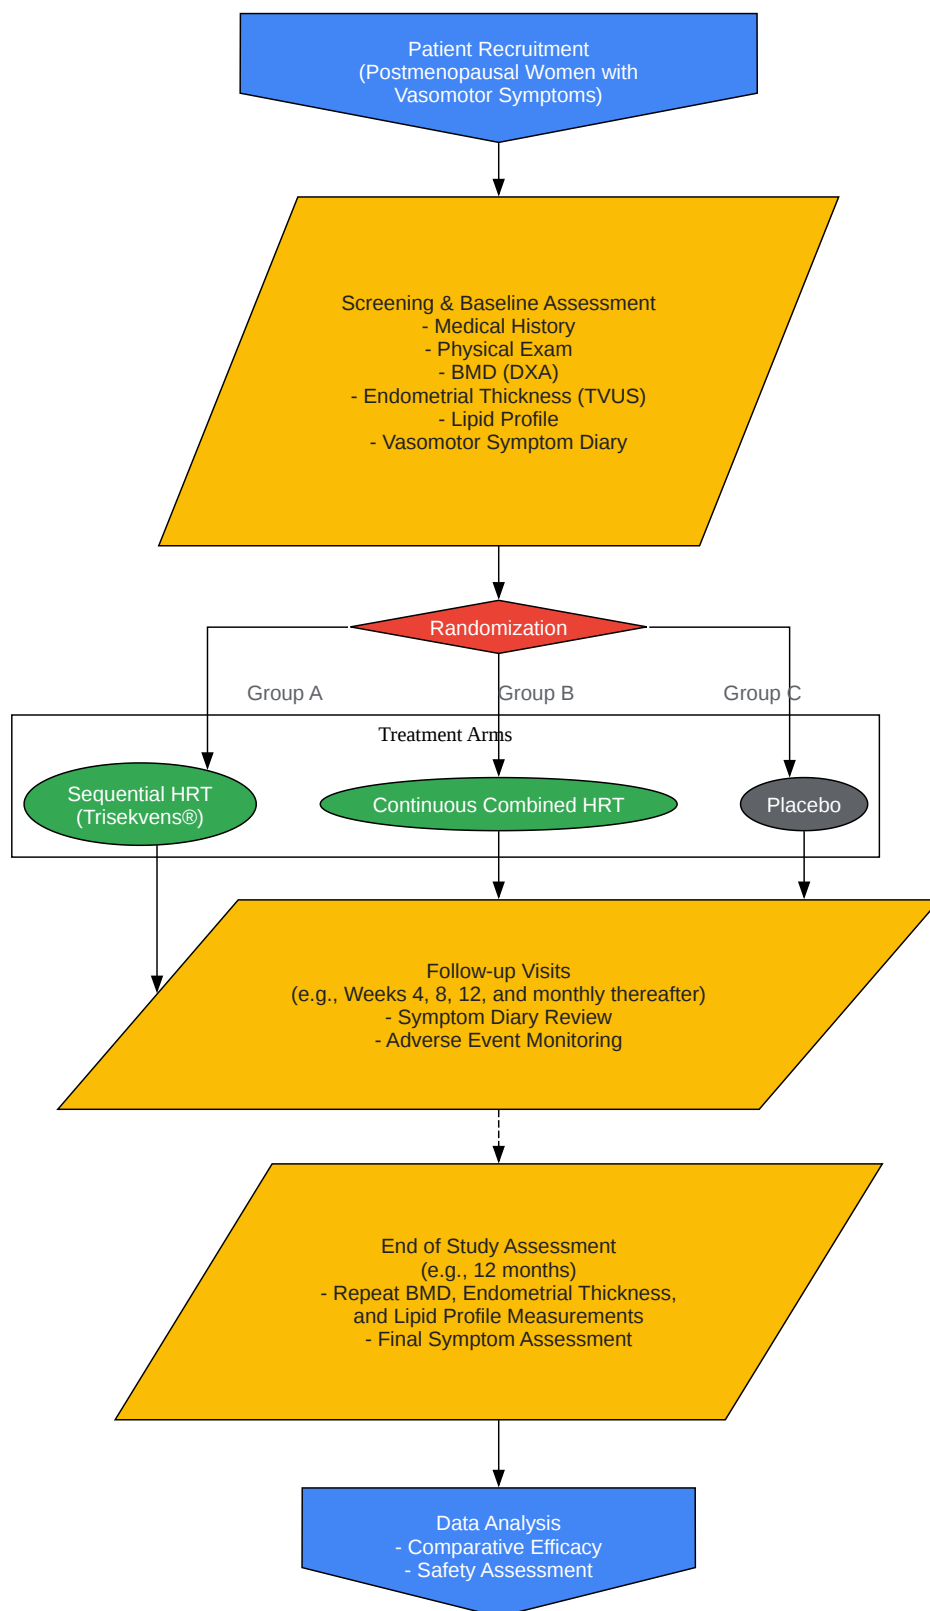 Patient Recruitment
(Postmenopausal Women with
Vasomotor Symptoms)
Screening & Baseline Assessment
- Medical History
- Physical Exam
- BMD (DXA)
- Endometrial Thickness (TVUS)
- Lipid Profile
- Vasomotor Symptom Diary
Randomization
Group A
Group B
Group C
Treatment Arms
Sequential HRT
(Trisekvens®)
Continuous Combined HRT
Placebo
Follow-up Visits
(e.g., Weeks 4, 8, 12, and monthly thereafter)
- Symptom Diary Review
- Adverse Event Monitoring
End of Study Assessment
(e.g., 12 months)
- Repeat BMD, Endometrial Thickness,
and Lipid Profile Measurements
- Final Symptom Assessment
Data Analysis
- Comparative Efficacy
- Safety Assessment